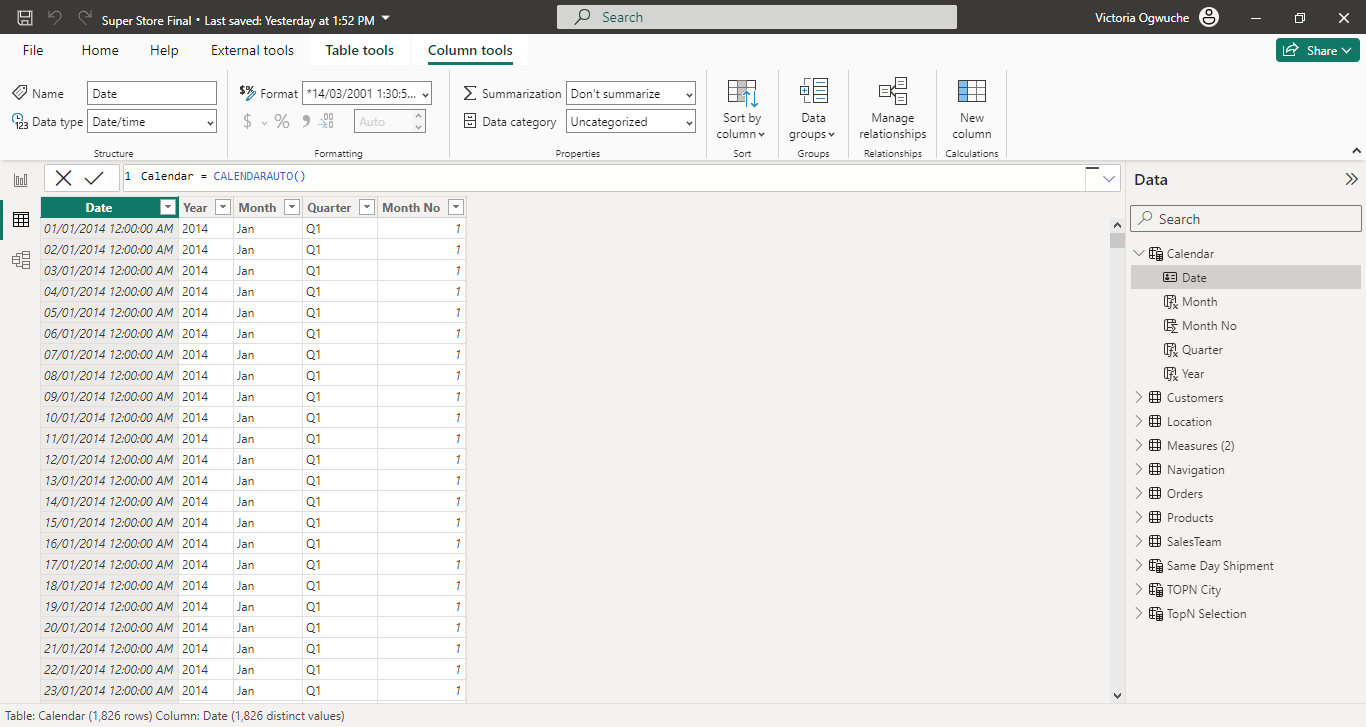 Super Store Final • Last saved: Yesterday at 1:52 PM
Search
Victoria Ogwuche
File Home Help External tools Table tools Column tools
Share
Name Date
Data type Date/time
Structure
$% Format *14/03/2001 1:30:5...
$ % 9 .00 Auto
Formatting
Summarization Don't summarize
Data category Uncategorized
Properties
Sort by
column
Sort
Data
groups
Groups
Manage
relationships
Relationships
New
column
Calculations
1 Calendar = CALENDARAUTO()
Date Year Month Quarter Month No
01/01/2014 12:00:00 AM 2014 Jan Q1 1
02/01/2014 12:00:00 AM 2014 Jan Q1 1
03/01/2014 12:00:00 AM 2014 Jan Q1 1
04/01/2014 12:00:00 AM 2014 Jan Q1 1
05/01/2014 12:00:00 AM 2014 Jan Q1 1
06/01/2014 12:00:00 AM 2014 Jan Q1 1
07/01/2014 12:00:00 AM 2014 Jan Q1 1
08/01/2014 12:00:00 AM 2014 Jan Q1 1
09/01/2014 12:00:00 AM 2014 Jan Q1 1
10/01/2014 12:00:00 AM 2014 Jan Q1 1
11/01/2014 12:00:00 AM 2014 Jan Q1 1
12/01/2014 12:00:00 AM 2014 Jan Q1 1
13/01/2014 12:00:00 AM 2014 Jan Q1 1
14/01/2014 12:00:00 AM 2014 Jan Q1 1
15/01/2014 12:00:00 AM 2014 Jan Q1 1
16/01/2014 12:00:00 AM 2014 Jan Q1 1
17/01/2014 12:00:00 AM 2014 Jan Q1 1
18/01/2014 12:00:00 AM 2014 Jan Q1 1
19/01/2014 12:00:00 AM 2014 Jan Q1 1
20/01/2014 12:00:00 AM 2014 Jan Q1 1
21/01/2014 12:00:00 AM 2014 Jan Q1 1
22/01/2014 12:00:00 AM 2014 Jan Q1 1
23/01/2014 12:00:00 AM 2014 Jan Q1 1
Data
Search
Calendar
Date
Month
Month No
Quarter
Year
Customers
Location
Measures (2)
Navigation
Orders
Products
SalesTeam
Same Day Shipment
TOPN City
TopN Selection
Table: Calendar (1,826 rows) Column: Date (1,826 distinct values)